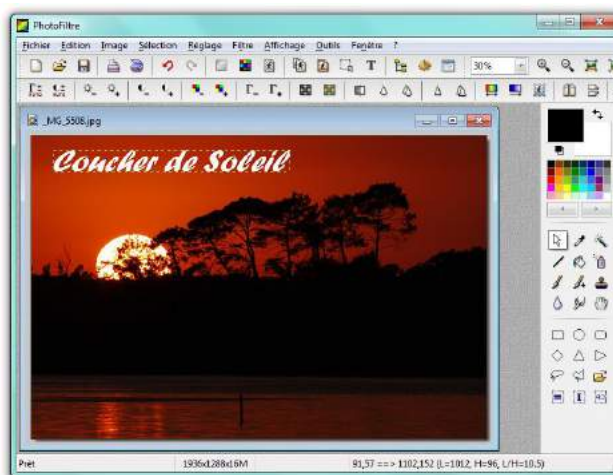 PhotoFiltre
Fichier Edition Image Sélection Réglage Filtre Affichage Outils Fenêtre ?
30%
_MG_5508.jpg
Coucher de Soleil
Prêt
1936x1288x16M
91,57 ==> 1102,152 (L=1012, H=96, L/H=10.5)